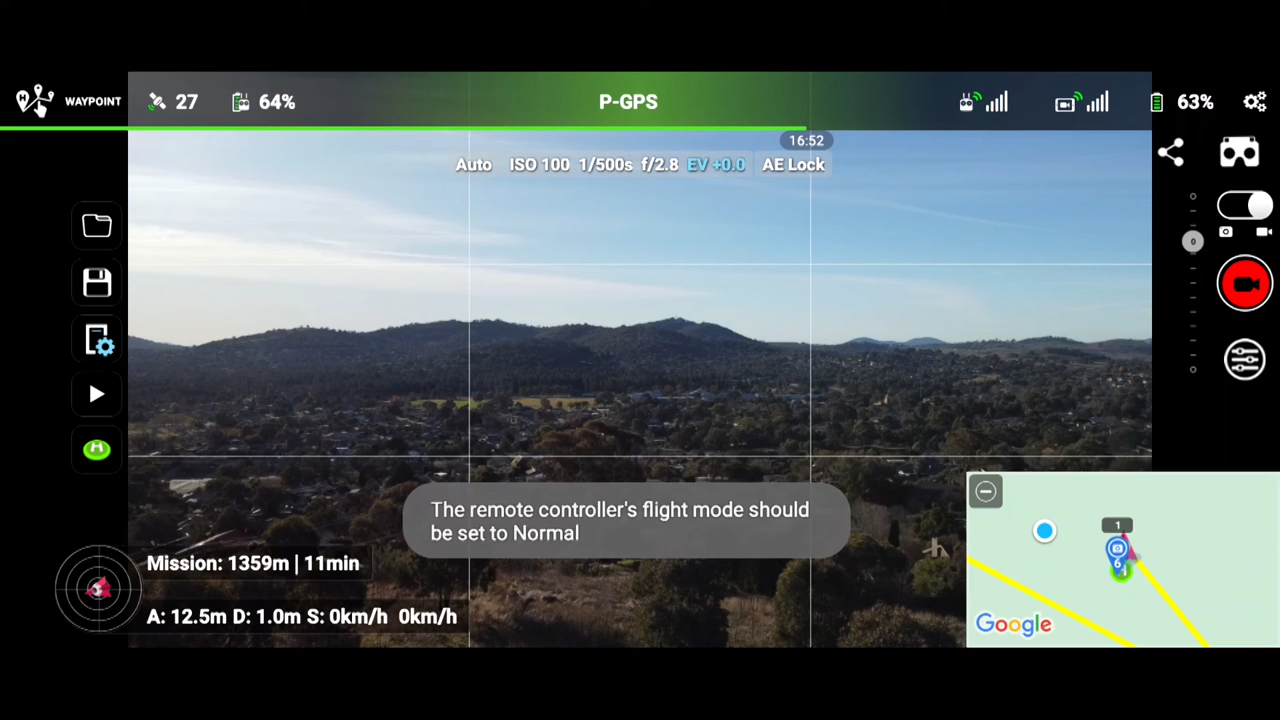 WAYPOINT
27
64%
P-GPS
63%
16:52
Auto ISO 100 1/500s f/2.8 EV +0.0 AE Lock
0
The remote controller's flight mode should
be set to Normal
Mission: 1359m | 11min
A: 12.5m D: 1.0m S: 0km/h 0km/h
1
6
H
Google